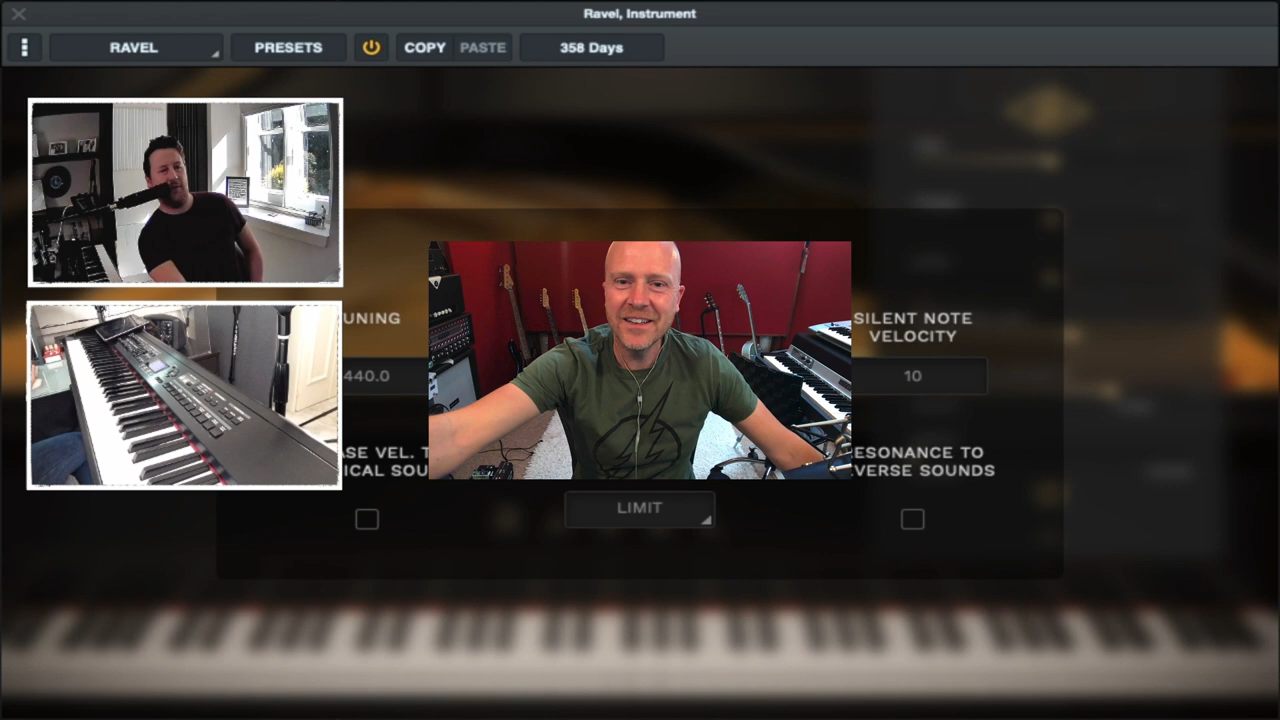 Ravel, Instrument
RAVEL
PRESETS
COPY
PASTE
358 Days
UNING
SILENT NOTE
VELOCITY
440.0
10
ASE VEL. T
ICAL SOU
ESONANCE TO
VERSE SOUNDS
LIMIT